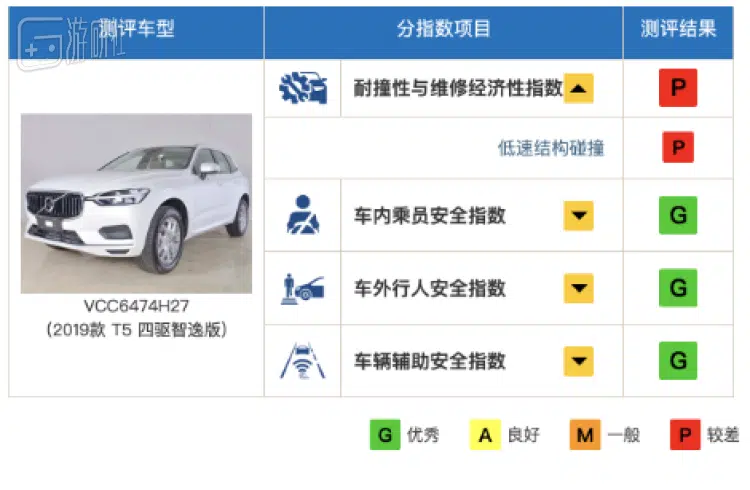 游研社
测评车型 分指数项目 测评结果
耐撞性与维修经济性指数 P
低速结构碰撞 P
车内乘员安全指数 G
车外行人安全指数 G
车辆辅助安全指数 G
VCC6474H27
（2019款 T5 四驱智逸版）
G 优秀 A 良好 M 一般 P 较差